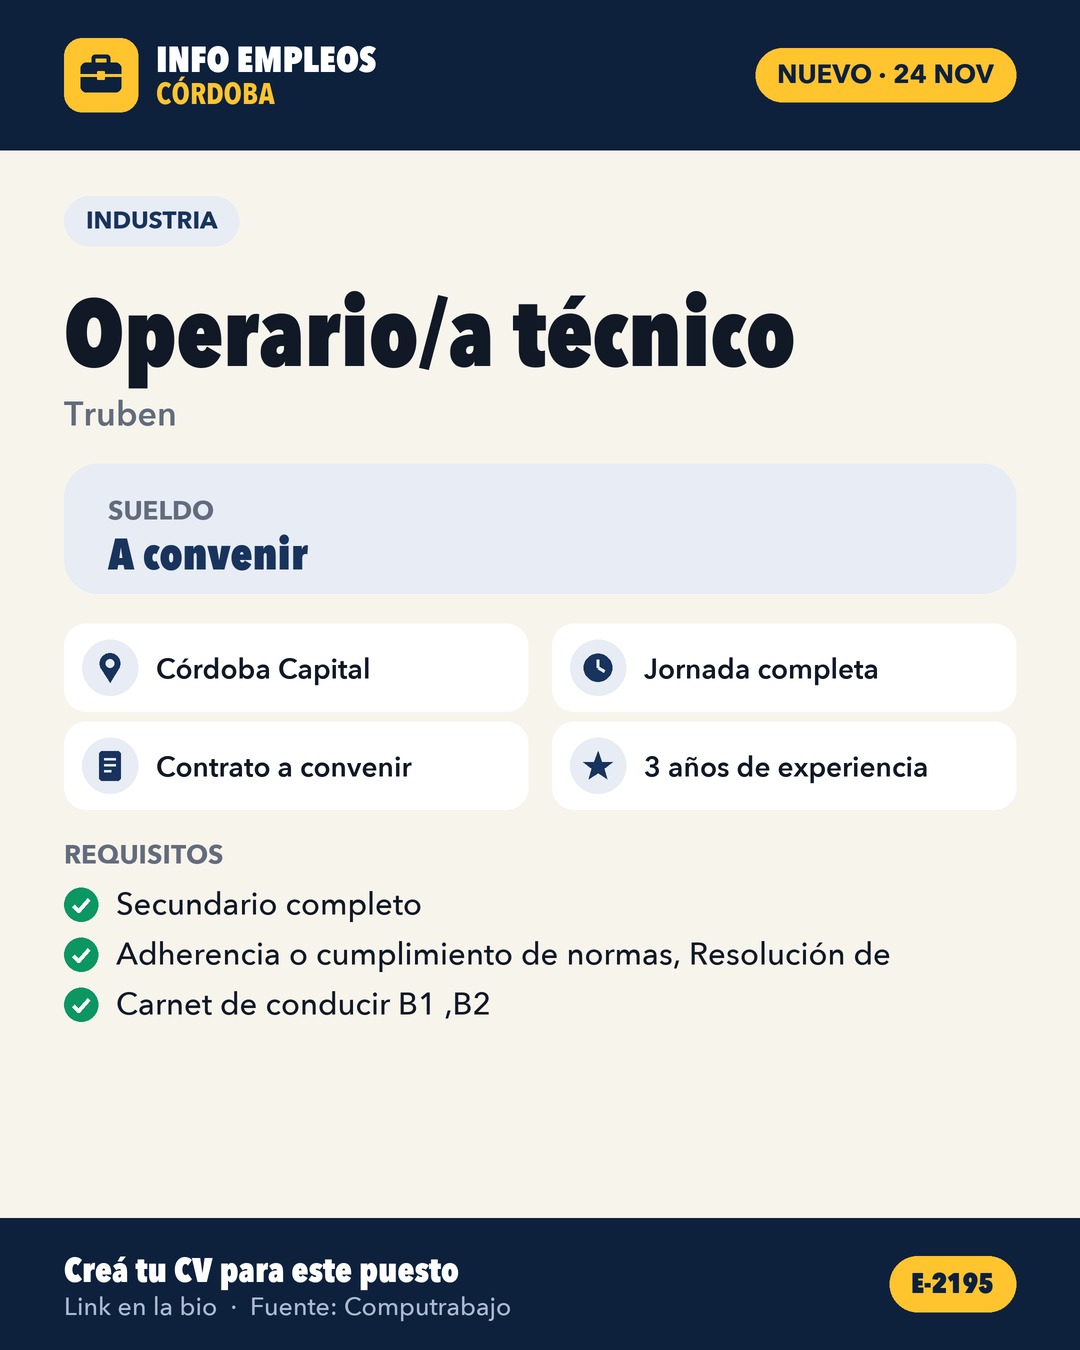 INFO EMPLEOS
CÓRDOBA
NUEVO · 24 NOV
INDUSTRIA
Operario/a técnico
Truben
SUELDO
A convenir
Córdoba Capital
Jornada completa
Contrato a convenir
3 años de experiencia
REQUISITOS
Secundario completo
Adherencia o cumplimiento de normas, Resolución de
Carnet de conducir B1 ,B2
Creá tu CV para este puesto
Link en la bio · Fuente: Computrabajo
E-2195